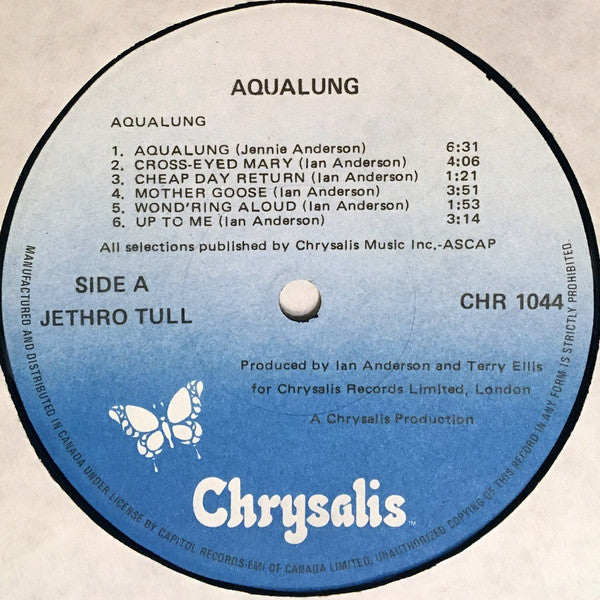 AQUALUNG
AQUALUNG
1. AQUALUNG (Jennie Anderson) 6:31
2. CROSS-EYED MARY (Ian Anderson) 4:06
3. CHEAP DAY RETURN (Ian Anderson) 1:21
4. MOTHER GOOSE (Ian Anderson) 3:51
5. WOND'RING ALOUD (Ian Anderson) 1:53
6. UP TO ME (Ian Anderson) 3:14
All selections published by Chrysalis Music Inc.-ASCAP
SIDE A
JETHRO TULL
CHR 1044
Produced by Ian Anderson and Terry Ellis
for Chrysalis Records Limited, London
A Chrysalis Production
Chrysalis™
MANUFACTURED AND DISTRIBUTED IN CANADA UNDER LICENSE BY CAPITOL RECORDS-EMI OF CANADA LIMITED, UNAUTHORIZED COPYING OF THIS RECORD IN ANY FORM IS STRICTLY PROHIBITED.